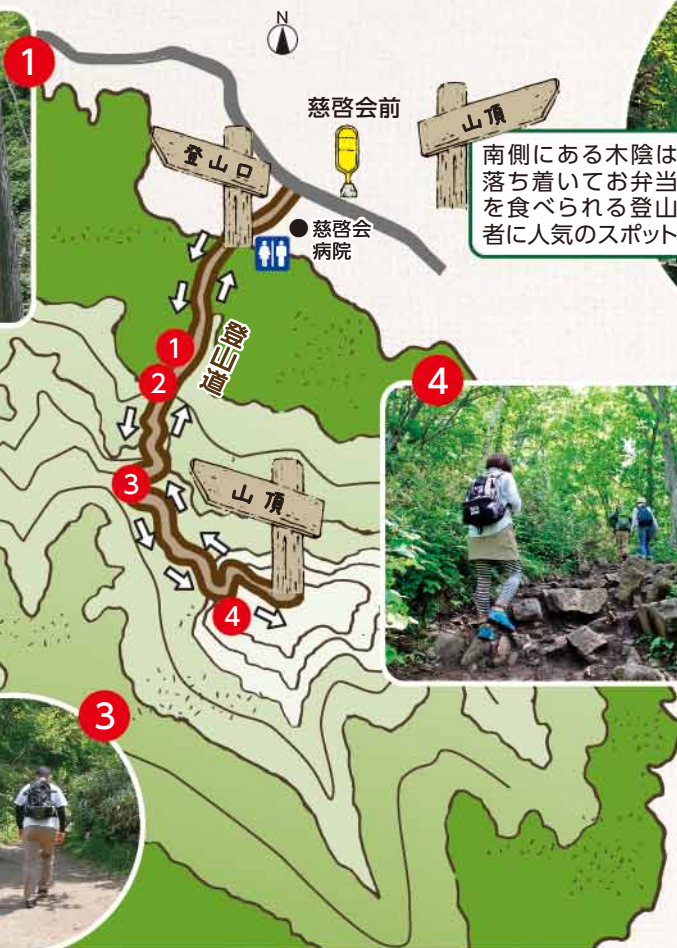 1
N
慈啓会前
山頂
登山口
南側にある木陰は
落ち着いてお弁当
を食べられる登山
者に人気のスポット
慈啓会
病院
登山道
1
2
4
3
山頂
4
3